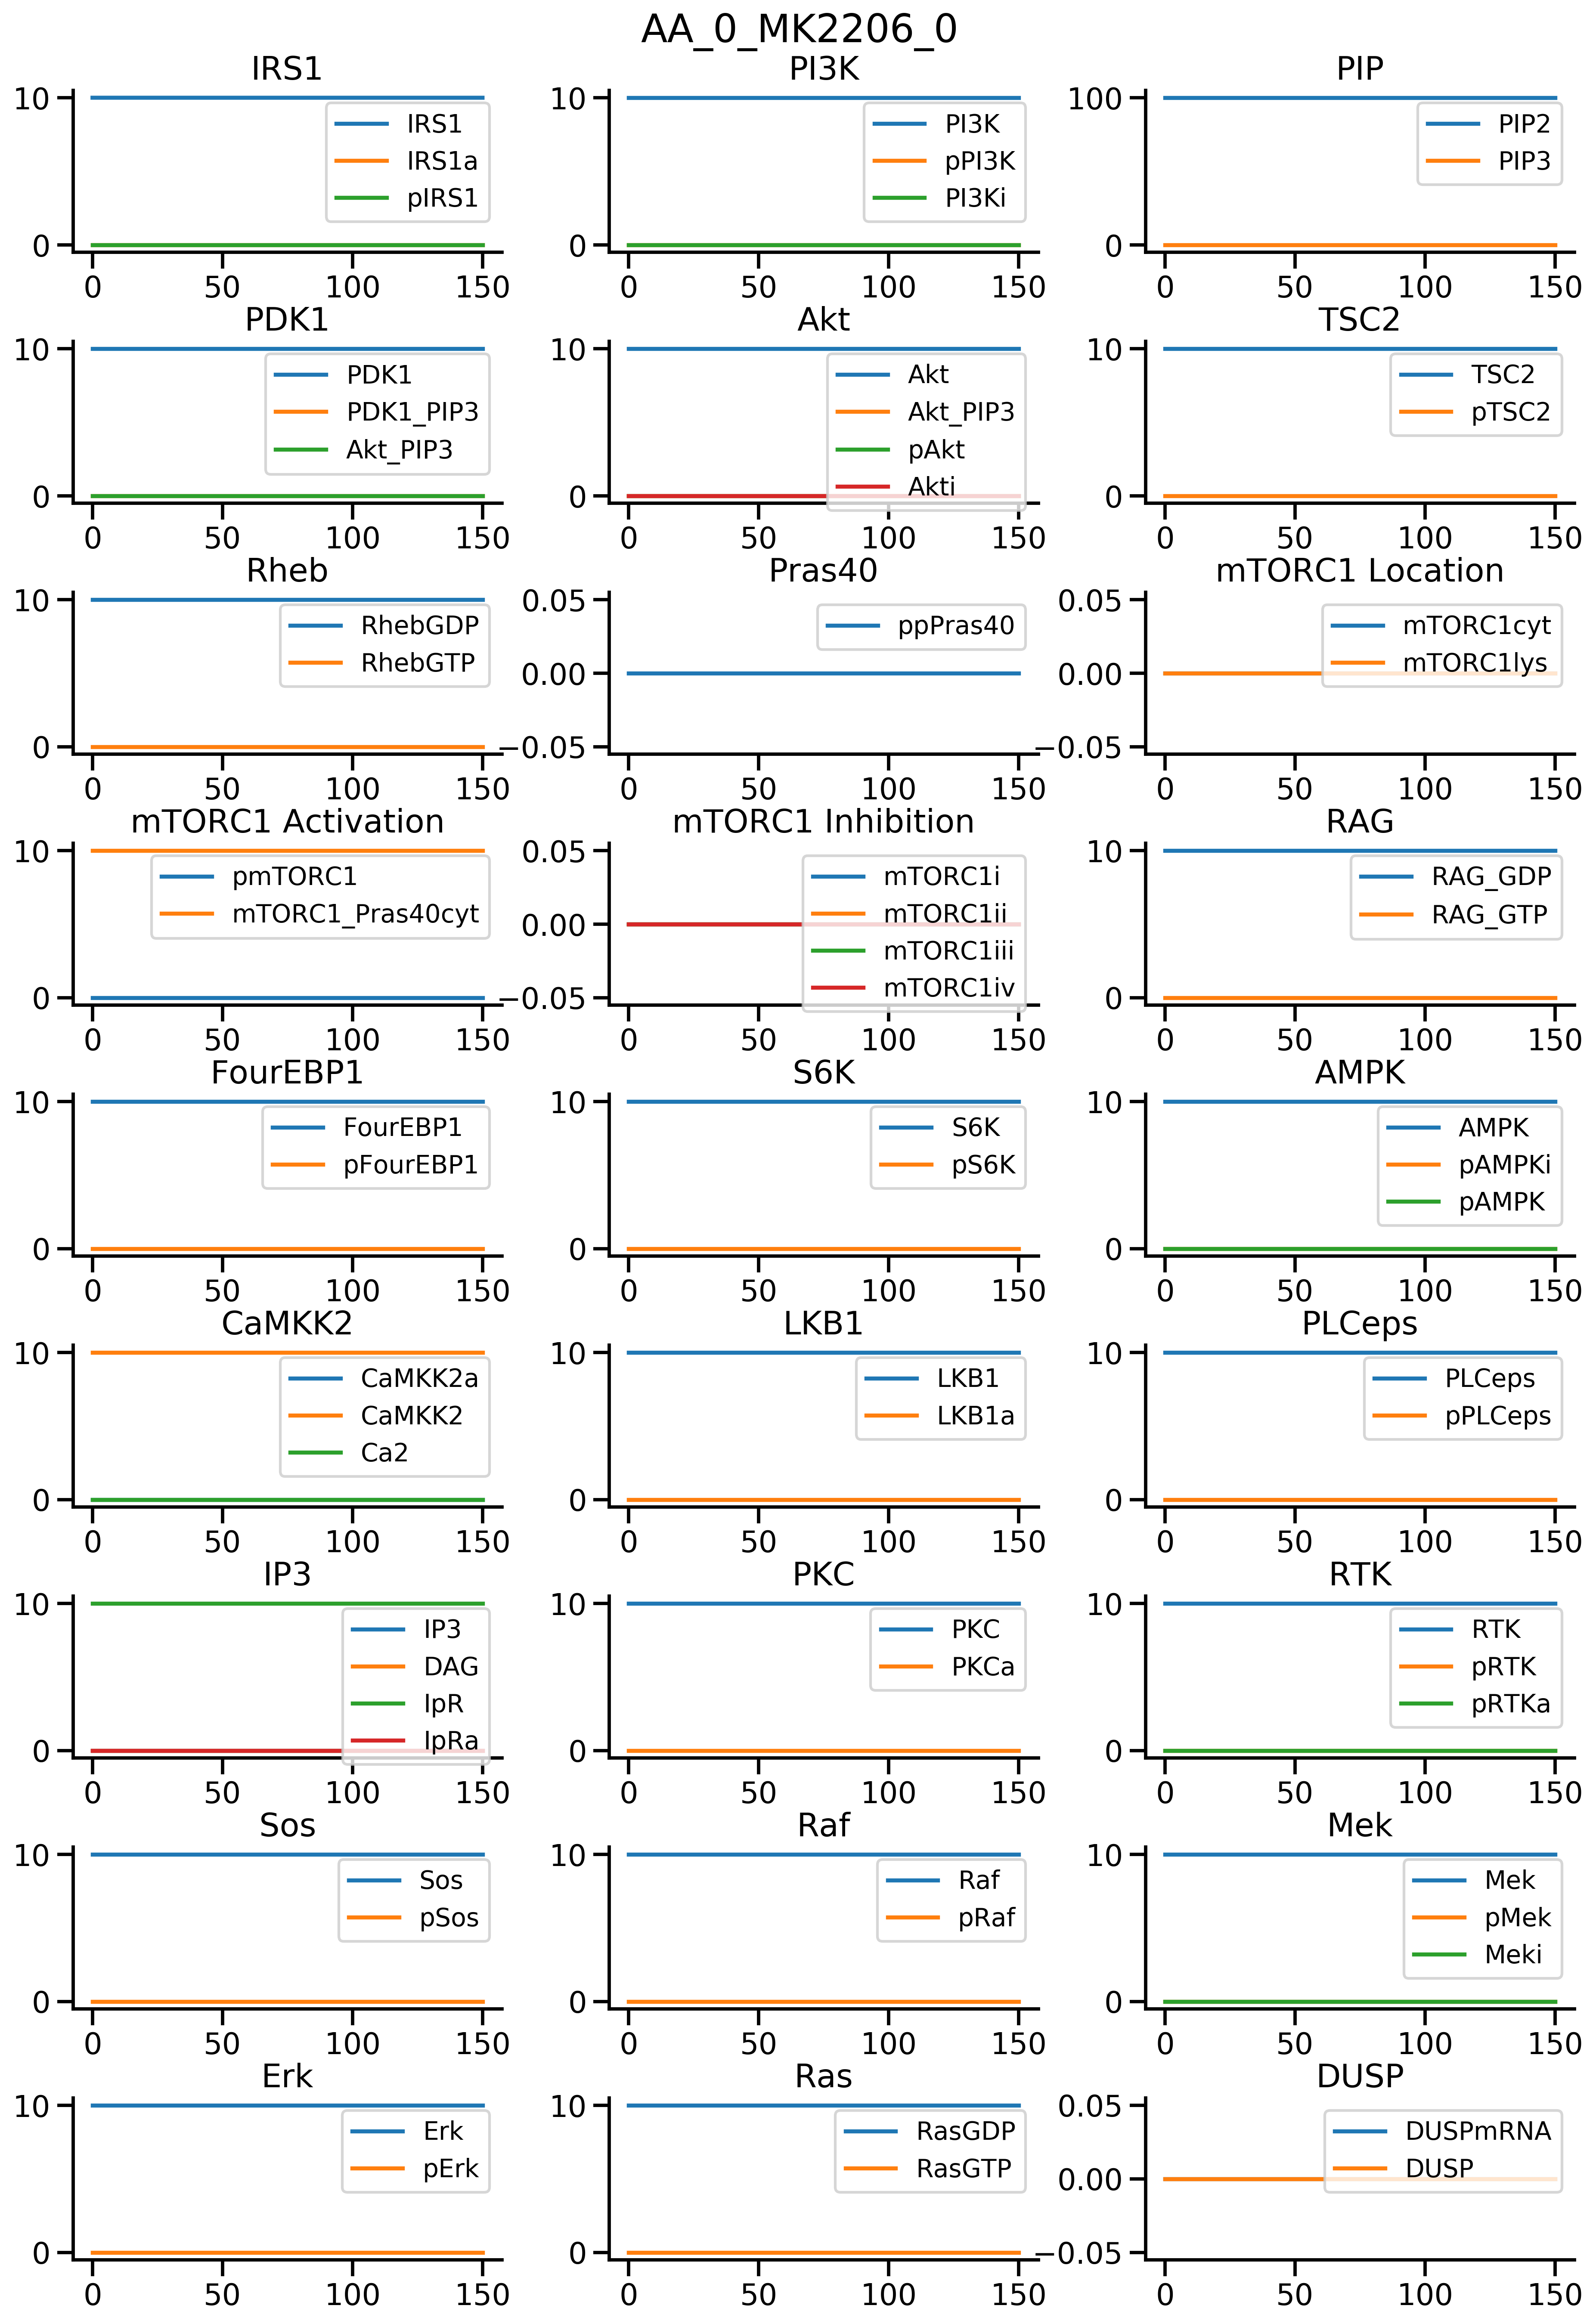 AA_0_MK2206_0
IRS1
10
0
0 50 100 150
IRS1
IRS1a
pIRS1
PI3K
10
0
0 50 100 150
PI3K
pPI3K
PI3Ki
PIP
100
0
0 50 100 150
PIP2
PIP3
PDK1
10
0
0 50 100 150
PDK1
PDK1_PIP3
Akt_PIP3
Akt
10
0
0 50 100 150
Akt
Akt_PIP3
pAkt
Akti
TSC2
10
0
0 50 100 150
TSC2
pTSC2
Rheb
10
0
0 50 100 150
RhebGDP
RhebGTP
Pras40
0.05
0.00
−0.05
0 50 100 150
ppPras40
mTORC1 Location
0.05
0.00
−0.05
0 50 100 150
mTORC1cyt
mTORC1lys
mTORC1 Activation
10
0
0 50 100 150
pmTORC1
mTORC1_Pras40cyt
mTORC1 Inhibition
0.05
0.00
−0.05
0 50 100 150
mTORC1i
mTORC1ii
mTORC1iii
mTORC1iv
RAG
10
0
0 50 100 150
RAG_GDP
RAG_GTP
FourEBP1
10
0
0 50 100 150
FourEBP1
pFourEBP1
S6K
10
0
0 50 100 150
S6K
pS6K
AMPK
10
0
0 50 100 150
AMPK
pAMPKi
pAMPK
CaMKK2
10
0
0 50 100 150
CaMKK2a
CaMKK2
Ca2
LKB1
10
0
0 50 100 150
LKB1
LKB1a
PLCeps
10
0
0 50 100 150
PLCeps
pPLCeps
IP3
10
0
0 50 100 150
IP3
DAG
IpR
IpRa
PKC
10
0
0 50 100 150
PKC
PKCa
RTK
10
0
0 50 100 150
RTK
pRTK
pRTKa
Sos
10
0
0 50 100 150
Sos
pSos
Raf
10
0
0 50 100 150
Raf
pRaf
Mek
10
0
0 50 100 150
Mek
pMek
Meki
Erk
10
0
0 50 100 150
Erk
pErk
Ras
10
0
0 50 100 150
RasGDP
RasGTP
DUSP
0.05
0.00
−0.05
0 50 100 150
DUSPmRNA
DUSP